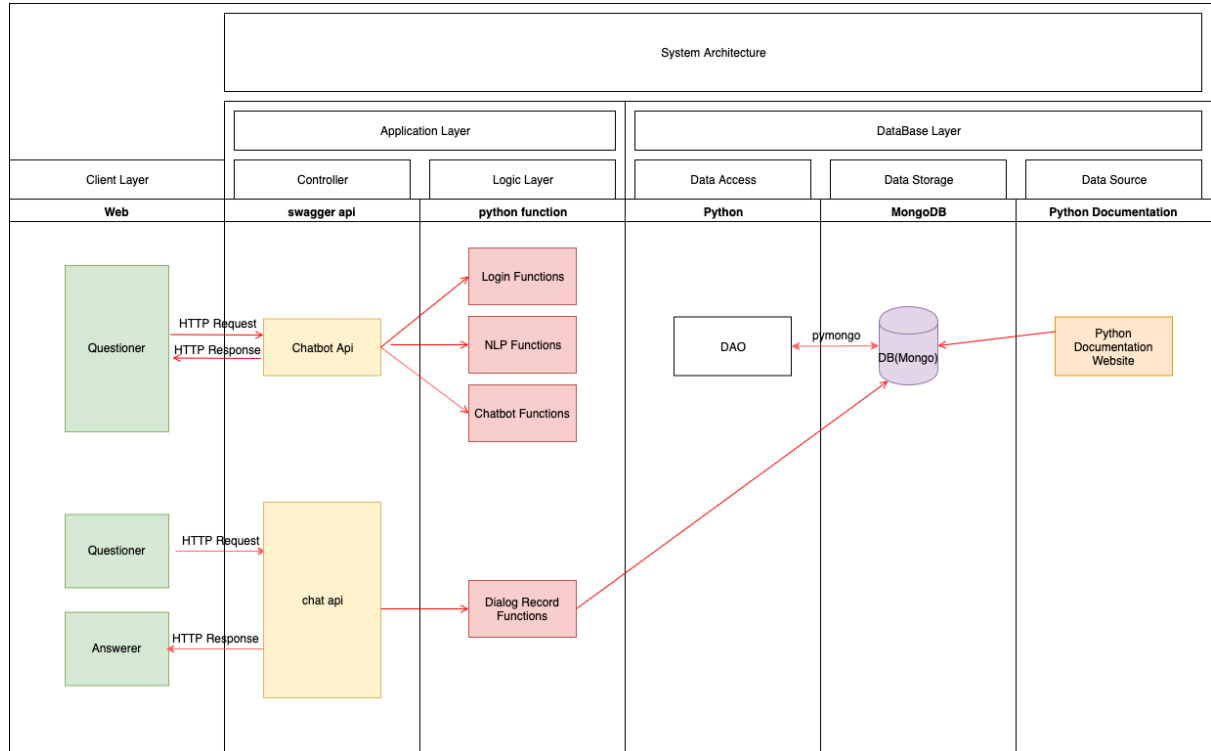 System Architecture
Application Layer
DataBase Layer
Client Layer
Controller
Logic Layer
Data Access
Data Storage
Data Source
Web
swagger api
python function
Python
MongoDB
Python Documentation
Questioner
HTTP Request
HTTP Response
Chatbot Api
Login Functions
NLP Functions
Chatbot Functions
DAO
pymongo
DB(Mongo)
Python
Documentation
Website
Questioner
HTTP Request
Answerer
HTTP Response
chat api
Dialog Record
Functions